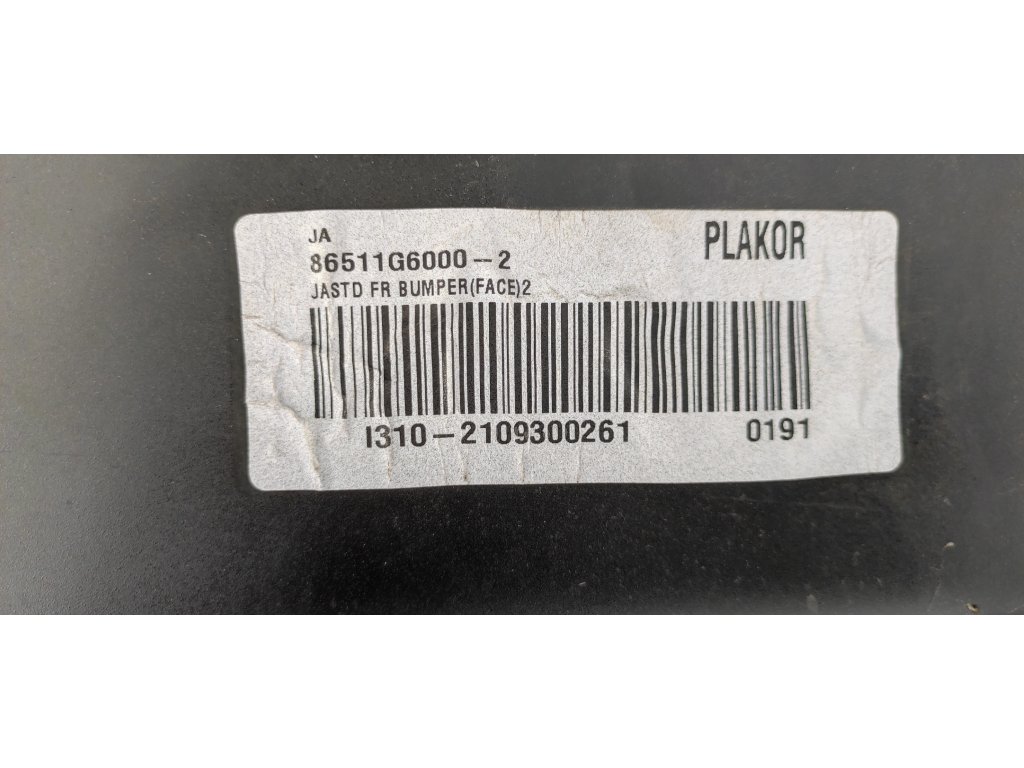 JA
PLAKOR
86511G6000--2
JASTD FR BUMPER(FACE)2
I310-2109300261 0191